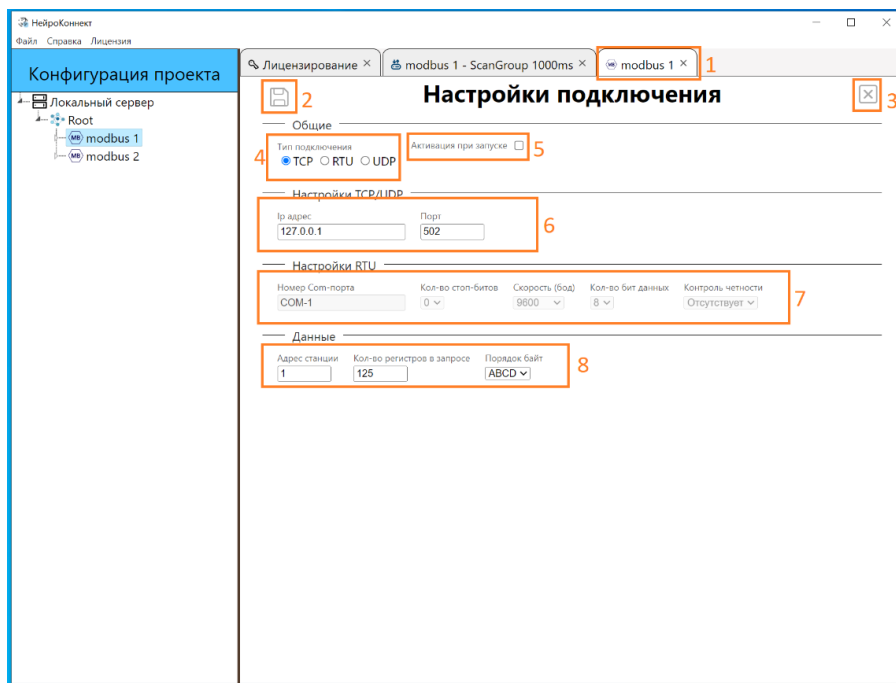 НейроКоннект
Файл Справка Лицензия
Конфигурация проекта
Локальный сервер
Root
modbus 1
modbus 2
Лицензирование × modbus 1 - ScanGroup 1000ms × modbus 1 × 1
2 Настройки подключения 3
Общие
4 Тип подключения Активация при запуске 5
TCP RTU UDP
Настройки TCP/UDP
Ip адрес Порт
127.0.0.1 502 6
Настройки RTU
Номер Com-порта Кол-во стоп-битов Скорость (бод) Кол-во бит данных Контроль четности
COM-1 0 9600 8 Отсутствует 7
Данные
Адрес станции Кол-во регистров в запросе Порядок байт
1 125 ABCD 8